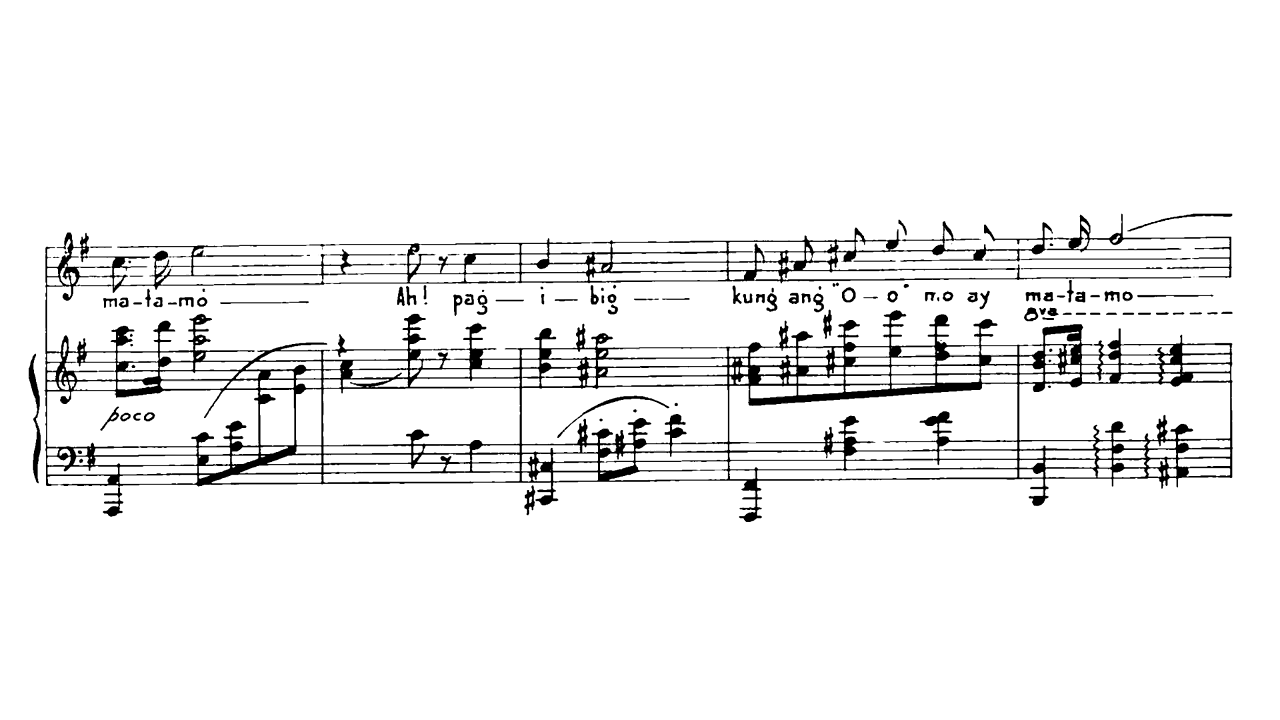 ma-ta-mo Ah! pag - i - big kung ang "O - o" mo ay ma-ta-mo
8va
poco